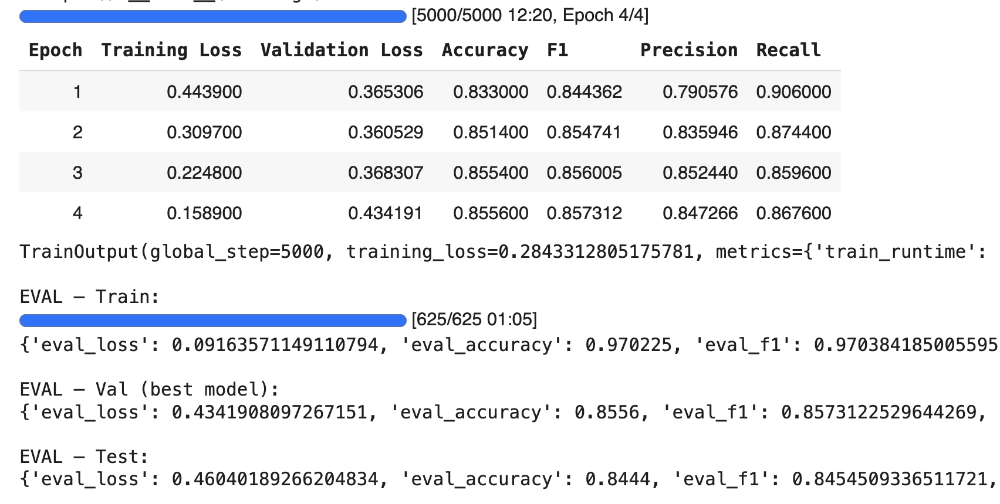 [5000/5000 12:20, Epoch 4/4]
Epoch Training Loss Validation Loss Accuracy F1 Precision Recall
1 0.443900 0.365306 0.833000 0.844362 0.790576 0.906000
2 0.309700 0.360529 0.851400 0.854741 0.835946 0.874400
3 0.224800 0.368307 0.855400 0.856005 0.852440 0.859600
4 0.158900 0.434191 0.855600 0.857312 0.847266 0.867600
TrainOutput(global_step=5000, training_loss=0.2843312805175781, metrics={'train_runtime':
EVAL — Train:
[625/625 01:05]
{'eval_loss': 0.09163571149110794, 'eval_accuracy': 0.970225, 'eval_f1': 0.970384185005595
EVAL — Val (best model):
{'eval_loss': 0.4341908097267151, 'eval_accuracy': 0.8556, 'eval_f1': 0.8573122529644269,
EVAL — Test:
{'eval_loss': 0.46040189266204834, 'eval_accuracy': 0.8444, 'eval_f1': 0.8454509336511721,